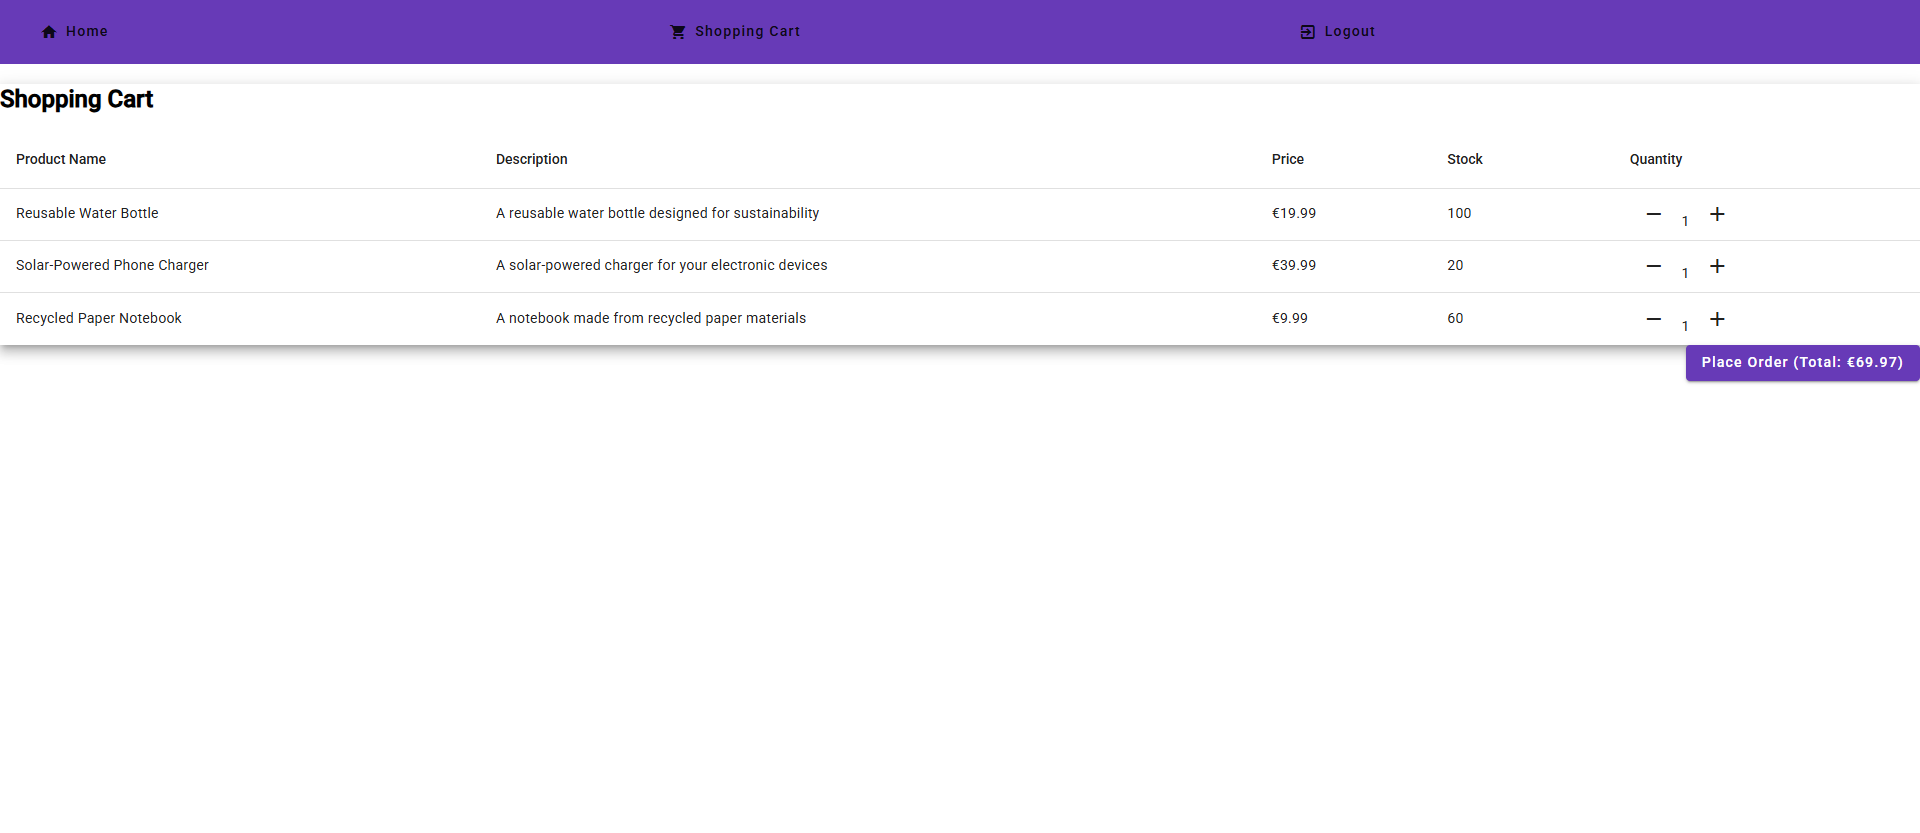 Home Shopping Cart Logout
Shopping Cart
Product Name Description Price Stock Quantity
Reusable Water Bottle A reusable water bottle designed for sustainability €19.99 100 1
Solar-Powered Phone Charger A solar-powered charger for your electronic devices €39.99 20 1
Recycled Paper Notebook A notebook made from recycled paper materials €9.99 60 1
Place Order (Total: €69.97)